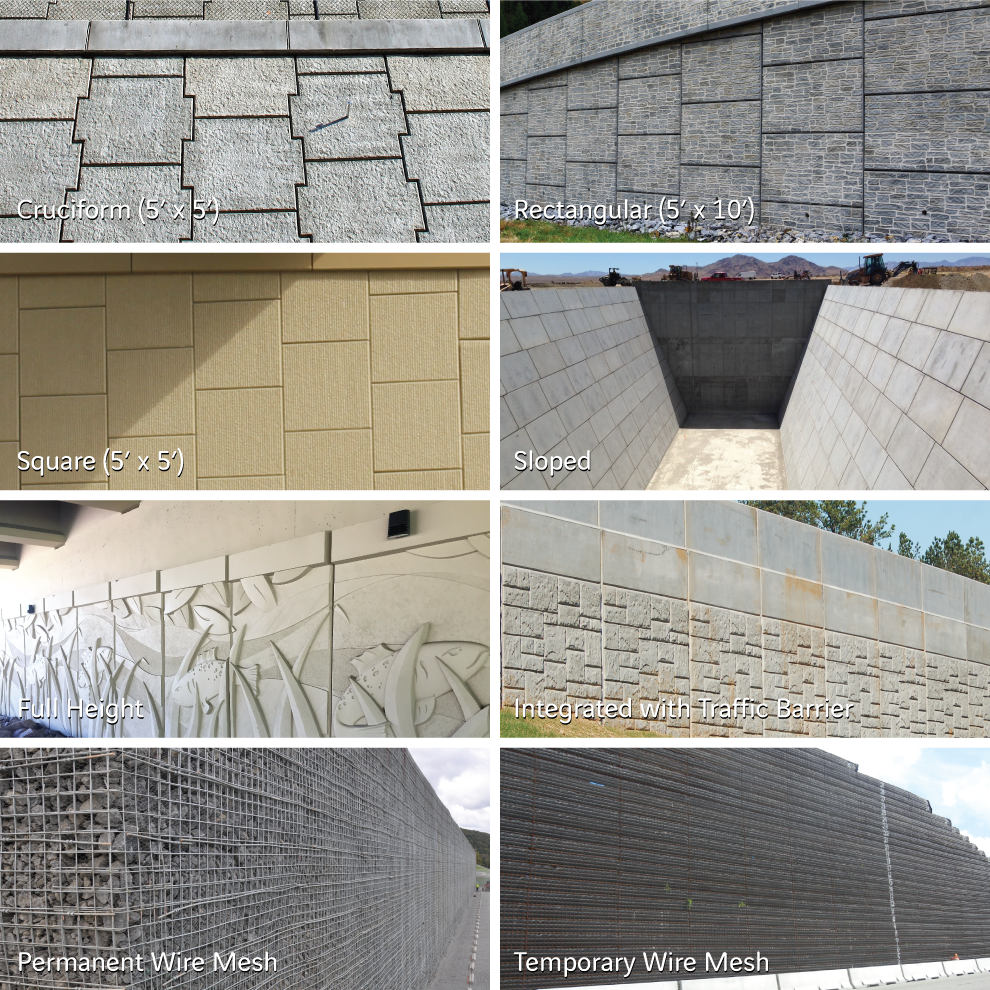 Cruciform (5’ x 5’)
Rectangular (5’ x 10’)
Square (5’ x 5’)
Sloped
Full Height
Integrated with Traffic Barrier
Permanent Wire Mesh
Temporary Wire Mesh